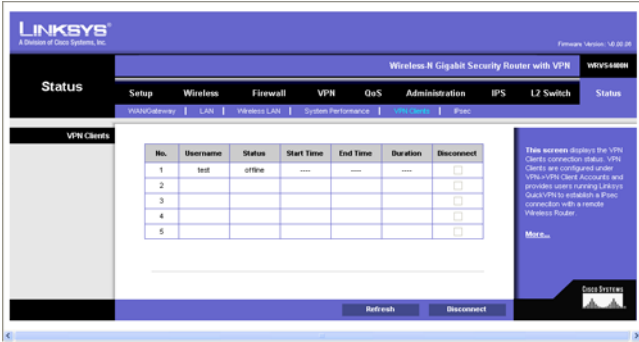 LINKSYS®
A Division of Cisco Systems, Inc.
Firmware Version:
Wireless-N Gigabit Security Router with VPN WRVS4400N
Status
Setup Wireless Firewall VPN QoS Administration IPS L2 Switch Status
WAN/Gateway | LAN | Wireless LAN | System Performance | VPN Clients | IPsec
VPN Clients
No. Username Status Start Time End Time Duration Disconnect
1 test offline ---- ---- ----
2
3
4
5
This screen displays the VPN
Clients connection status. VPN
Clients are configured under
VPN->VPN Client Accounts and
provides users running Linksys
QuickVPN to establish a IPsec
connection with a remote
Wireless Router.
More...
CISCO SYSTEMS
Refresh Disconnect